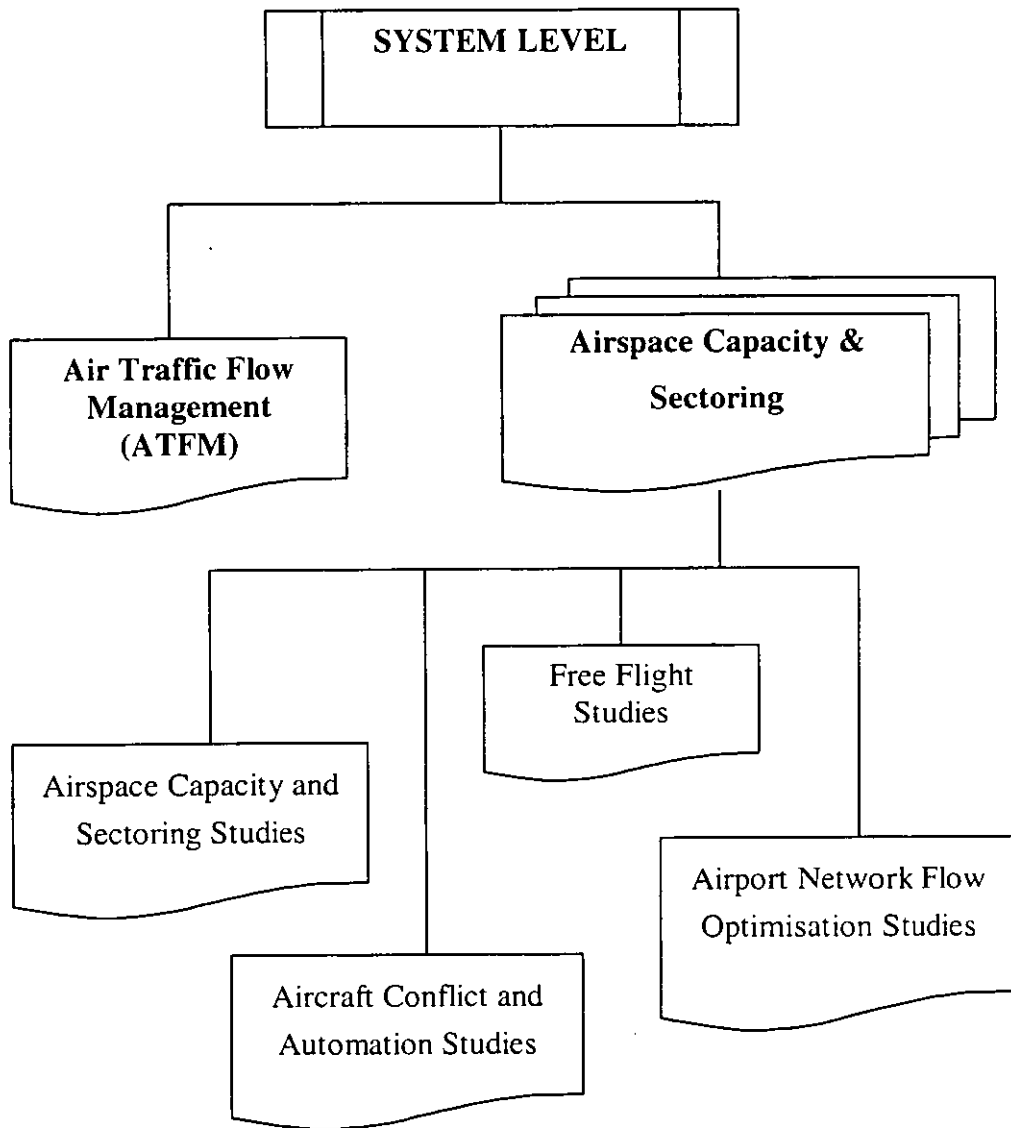 SYSTEM LEVEL
Air Traffic Flow
Management
(ATFM)
Airspace Capacity &
Sectoring
Free Flight
Studies
Airspace Capacity and
Sectoring Studies
Airport Network Flow
Optimisation Studies
Aircraft Conflict and
Automation Studies